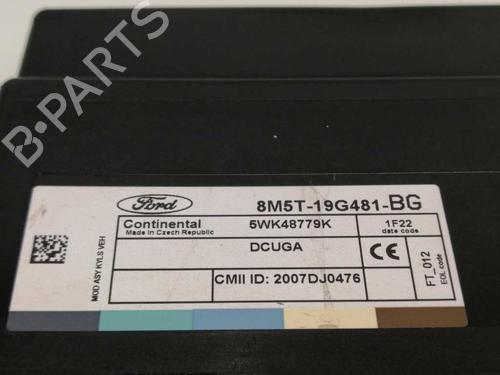 B-PARTS
Ford
8M5T-19G481-BG
Continental
Made in Czech Republic
5WK48779K
1F22
date code
DCUGA
CE
CMII ID: 2007DJ0476
FT_012
EOL code
MOD ASY KYLS VEH